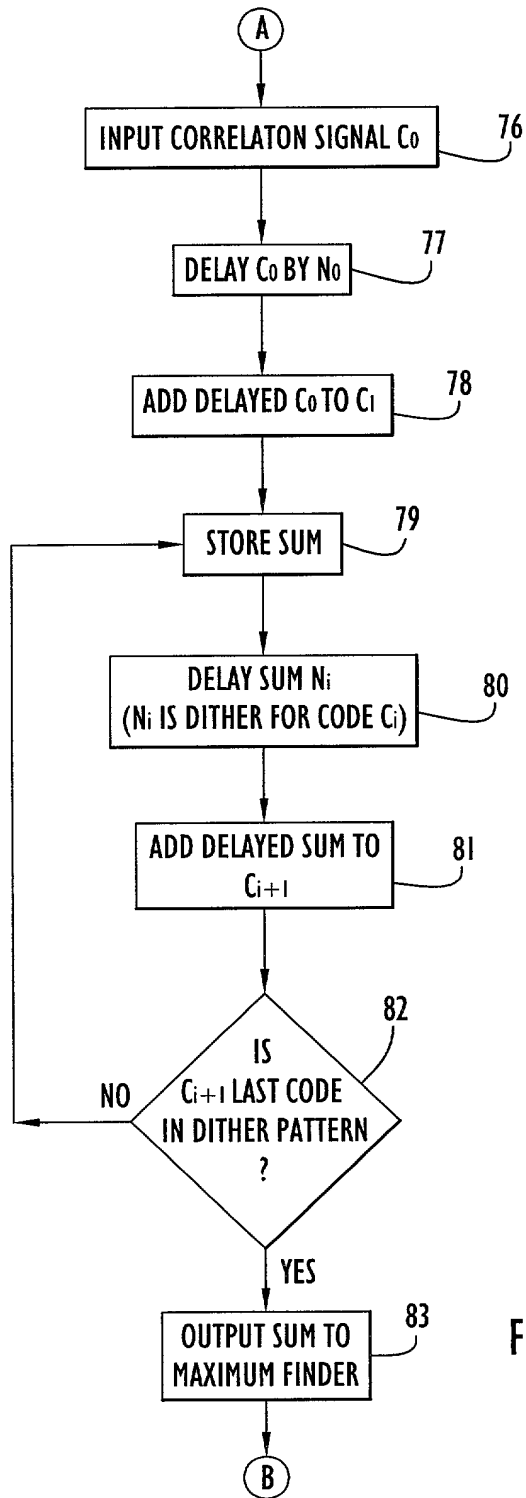 A
INPUT CORRELATON SIGNAL C0
76
DELAY C0 BY N0
77
ADD DELAYED C0 TO C1
78
STORE SUM
79
DELAY SUM Ni
(Ni IS DITHER FOR CODE Ci)
80
ADD DELAYED SUM TO
Ci+1
81
IS
Ci+1 LAST CODE
IN DITHER PATTERN
?
82
NO
YES
OUTPUT SUM TO
MAXIMUM FINDER
83
F
B